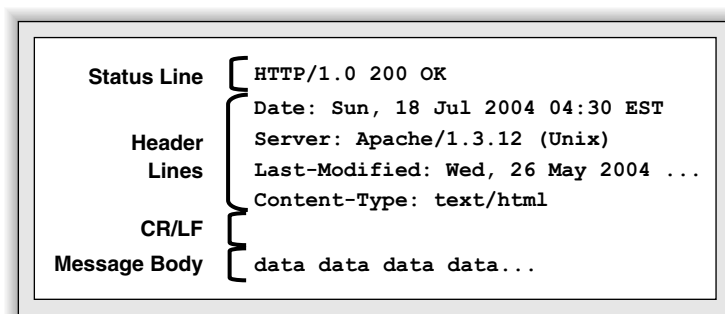 Status Line HTTP/1.0 200 OK
Date: Sun, 18 Jul 2004 04:30 EST
Header Server: Apache/1.3.12 (Unix)
Lines Last-Modified: Wed, 26 May 2004 ...
Content-Type: text/html
CR/LF
Message Body data data data data...